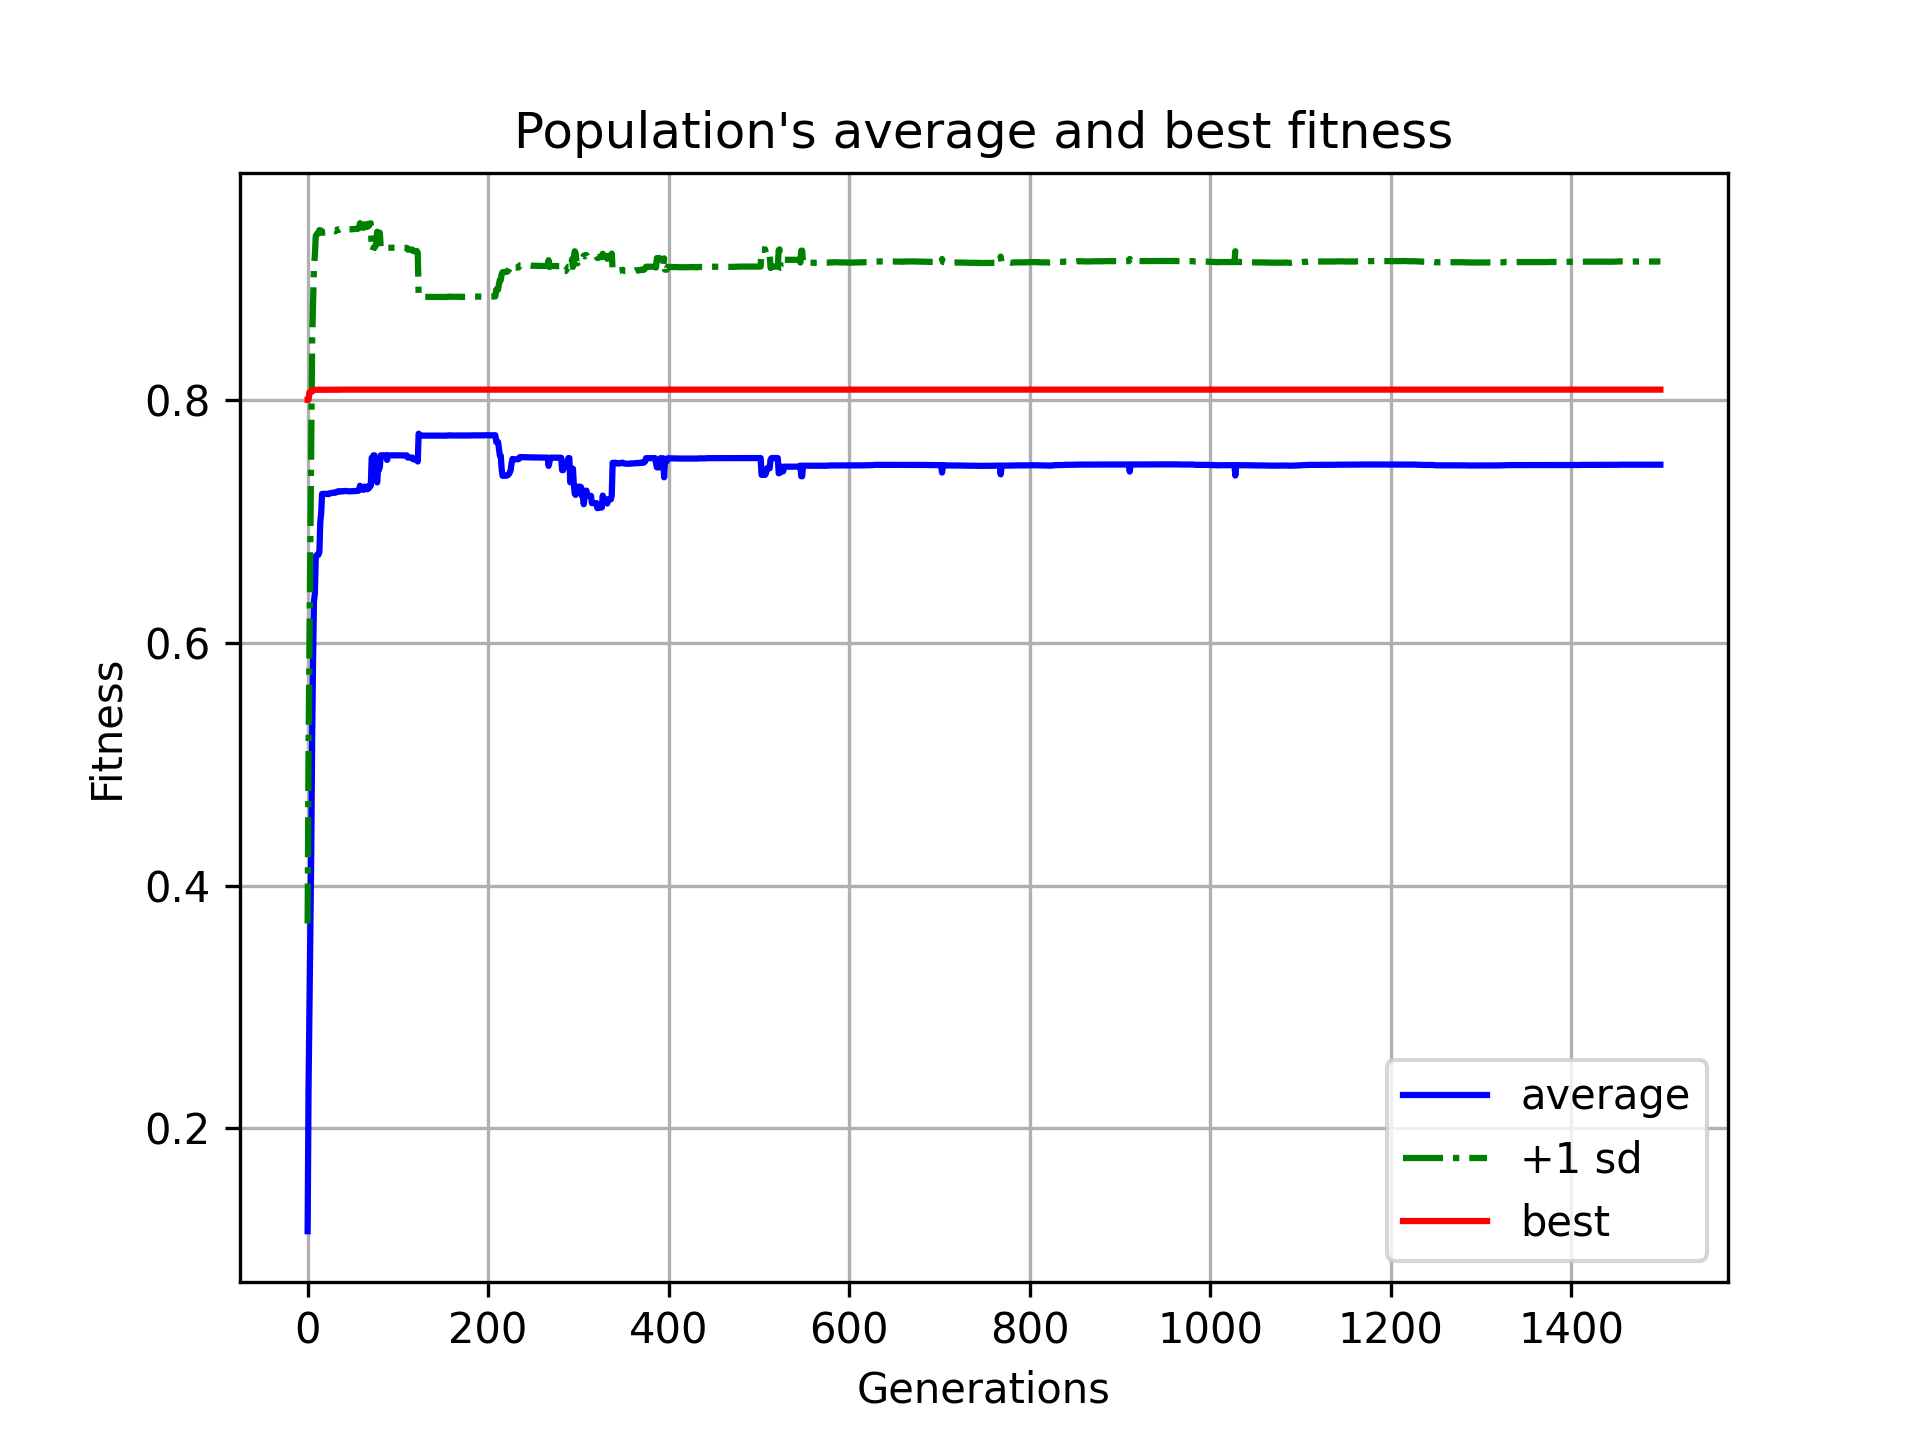 Population's average and best fitness
Fitness
0.8
0.6
0.4
0.2
0 200 400 600 800 1000 1200 1400
Generations
average
+1 sd
best